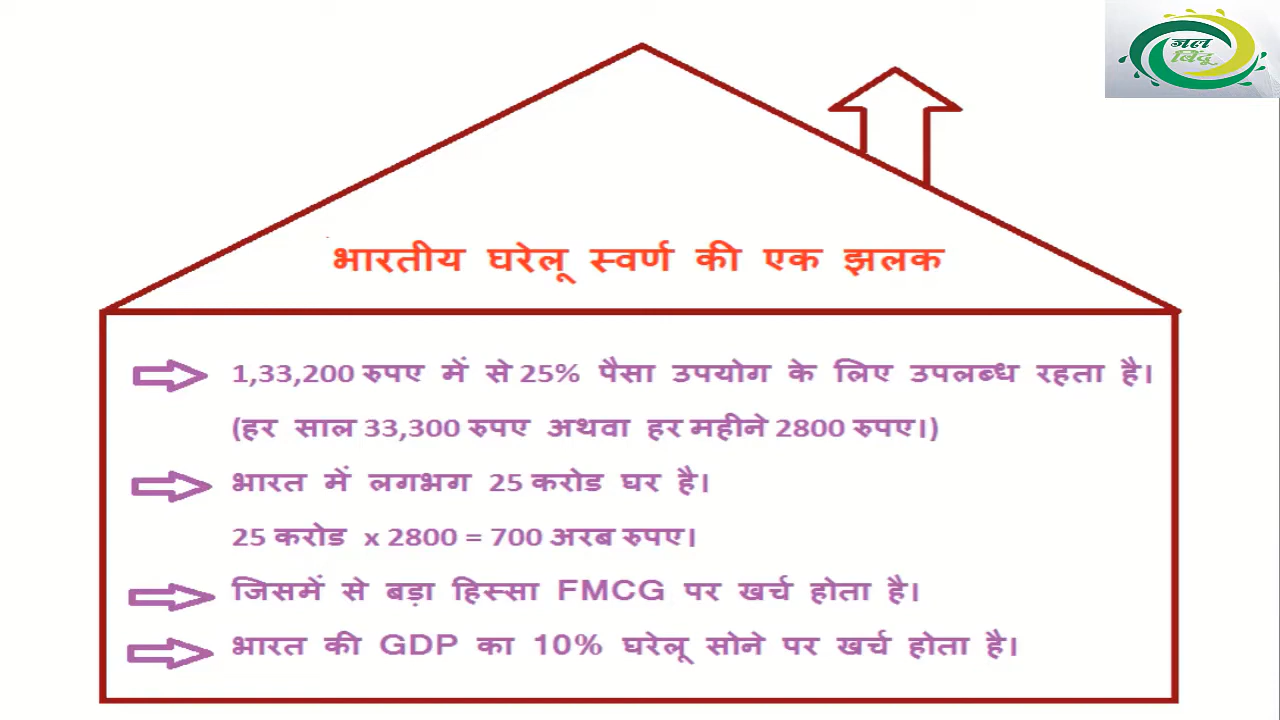 जल
बिंदू
भारतीय घरेलू स्वर्ण की एक झलक
1,33,200 रुपए में से 25% पैसा उपयोग के लिए उपलब्ध रहता है।
(हर साल 33,300 रुपए अथवा हर महीने 2800 रुपए।)
भारत में लगभग 25 करोड घर है।
25 करोड x 2800 = 700 अरब रुपए।
जिसमें से बड़ा हिस्सा FMCG पर खर्च होता है।
भारत की GDP का 10% घरेलू सोने पर खर्च होता है।